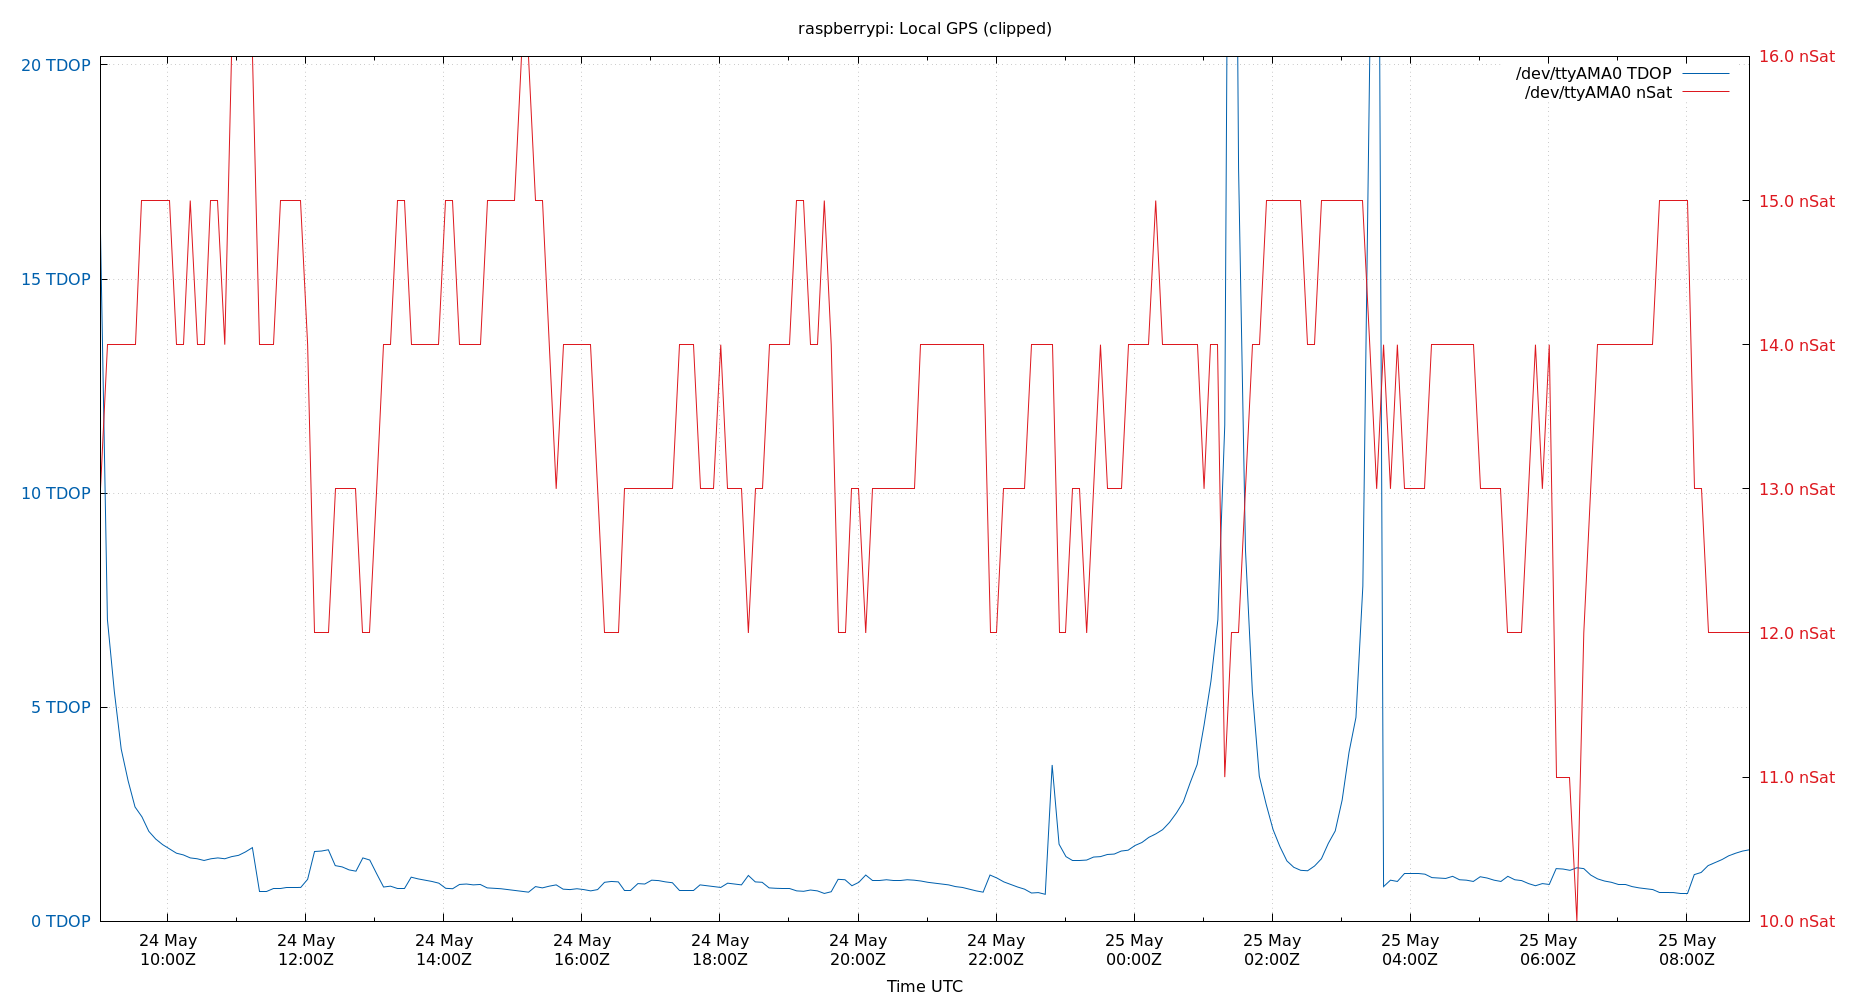 raspberrypi: Local GPS (clipped)
20 TDOP
15 TDOP
10 TDOP
5 TDOP
0 TDOP
16.0 nSat
15.0 nSat
14.0 nSat
13.0 nSat
12.0 nSat
11.0 nSat
10.0 nSat
/dev/ttyAMA0 TDOP
/dev/ttyAMA0 nSat
24 May
10:00Z
24 May
12:00Z
24 May
14:00Z
24 May
16:00Z
24 May
18:00Z
24 May
20:00Z
24 May
22:00Z
25 May
00:00Z
25 May
02:00Z
25 May
04:00Z
25 May
06:00Z
25 May
08:00Z
Time UTC